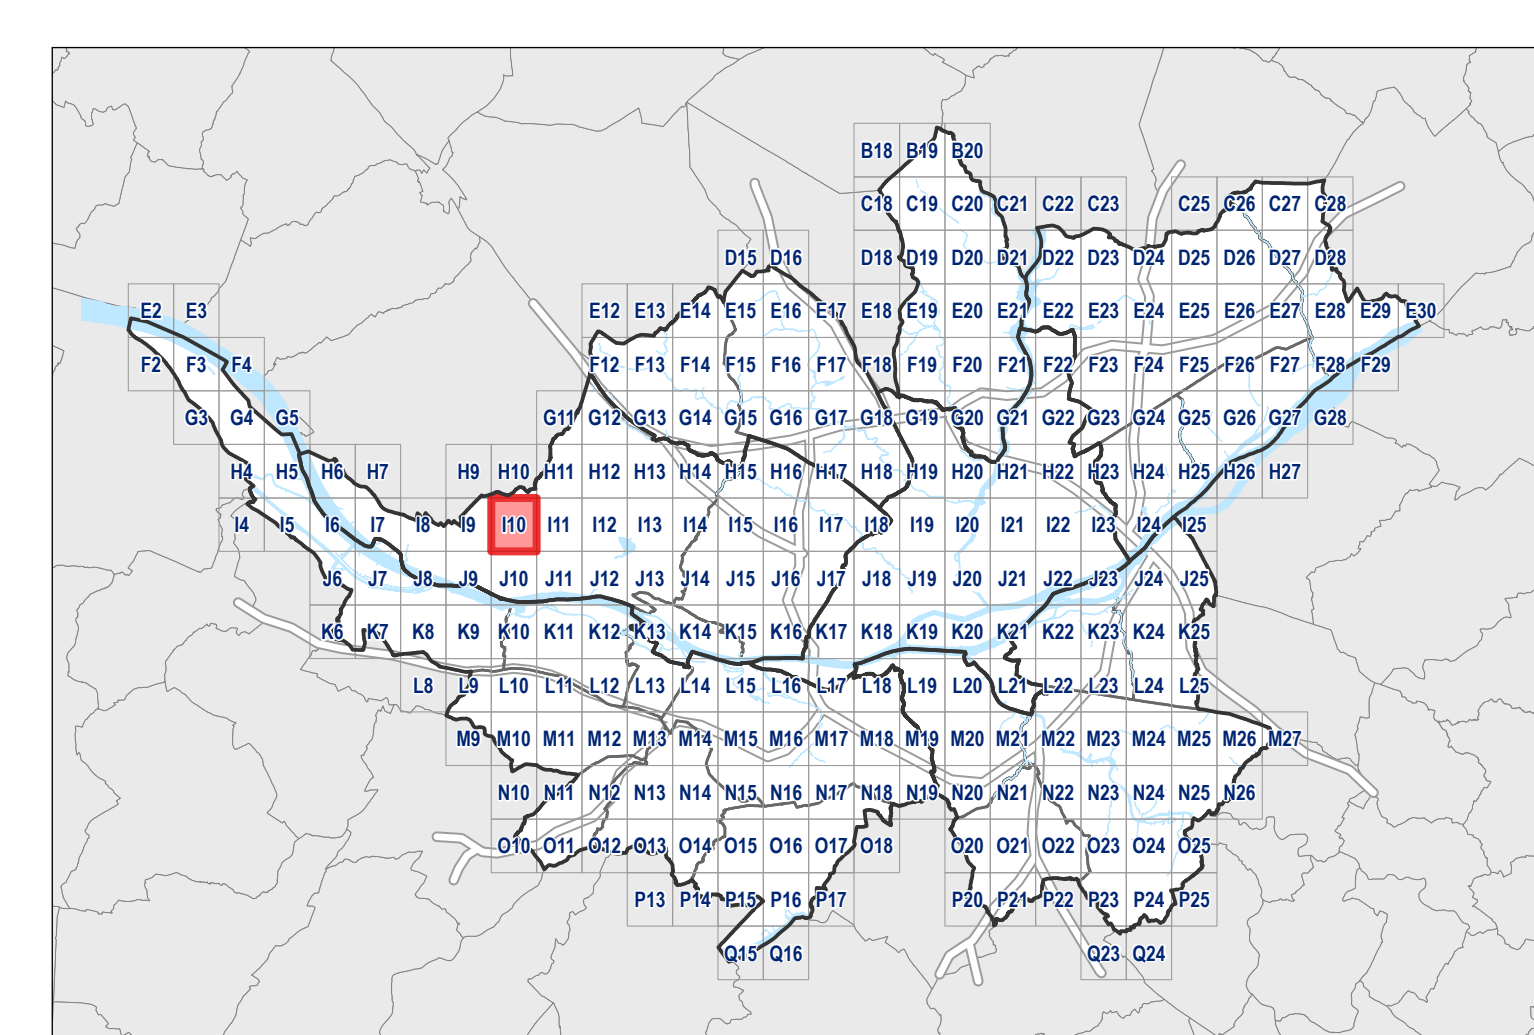 B18 B19 B20
C18 C19 C20 C21 C22 C23 C25 C26 C27 C28
D15 D16 D18 D19 D20 D21 D22 D23 D24 D25 D26 D27 D28
E2 E3 E12 E13 E14 E15 E16 E17 E18 E19 E20 E21 E22 E23 E24 E25 E26 E27 E28 E29 E30
F2 F3 F4 F12 F13 F14 F15 F16 F17 F18 F19 F20 F21 F22 F23 F24 F25 F26 F27 F28 F29
G3 G4 G5 G11 G12 G13 G14 G15 G16 G17 G18 G19 G20 G21 G22 G23 G24 G25 G26 G27 G28
H4 H5 H6 H7 H9 H10 H11 H12 H13 H14 H15 H16 H17 H18 H19 H20 H21 H22 H23 H24 H25 H26 H27
I4 I5 I6 I7 I8 I9 I10 I11 I12 I13 I14 I15 I16 I17 I18 I19 I20 I21 I22 I23 I24 I25
J6 J7 J8 J9 J10 J11 J12 J13 J14 J15 J16 J17 J18 J19 J20 J21 J22 J23 J24 J25
K6 K7 K8 K9 K10 K11 K12 K13 K14 K15 K16 K17 K18 K19 K20 K21 K22 K23 K24 K25
L8 L9 L10 L11 L12 L13 L14 L15 L16 L17 L18 L19 L20 L21 L22 L23 L24 L25
M9 M10 M11 M12 M13 M14 M15 M16 M17 M18 M19 M20 M21 M22 M23 M24 M25 M26 M27
N10 N11 N12 N13 N14 N15 N16 N17 N18 N19 N20 N21 N22 N23 N24 N25 N26
O10 O11 O12 O13 O14 O15 O16 O17 O18 O20 O21 O22 O23 O24 O25
P13 P14 P15 P16 P17 P20 P21 P22 P23 P24 P25
Q15 Q16 Q23 Q24